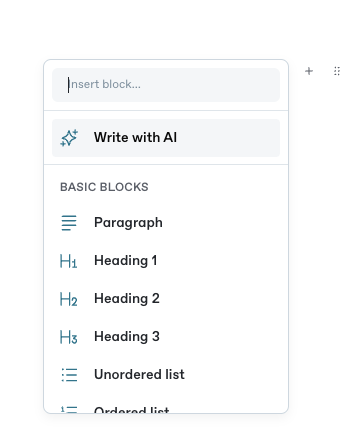 Insert block...
Write with AI
BASIC BLOCKS
Paragraph
H1 Heading 1
H2 Heading 2
H3 Heading 3
Unordered list
Ordered list